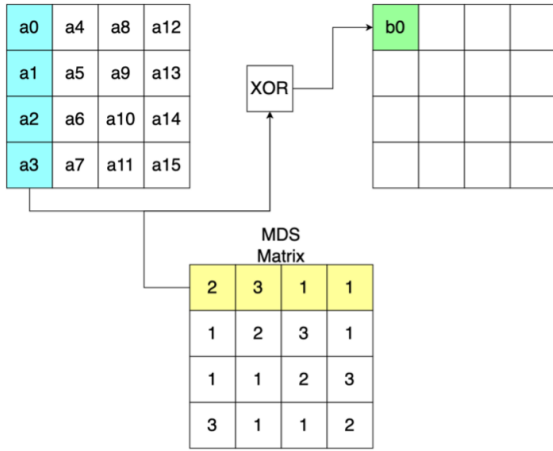 a0 a4 a8 a12
b0
a1 a5 a9 a13
XOR
a2 a6 a10 a14
a3 a7 a11 a15
MDS
Matrix
2 3 1 1
1 2 3 1
1 1 2 3
3 1 1 2